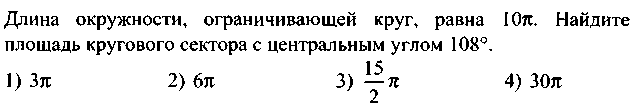 Длина окружности, ограничивающей круг, равна 10π. Найдите
площадь кругового сектора с центральным углом 108°.
1) 3π 2) 6π 3) 15/2 π 4) 30π